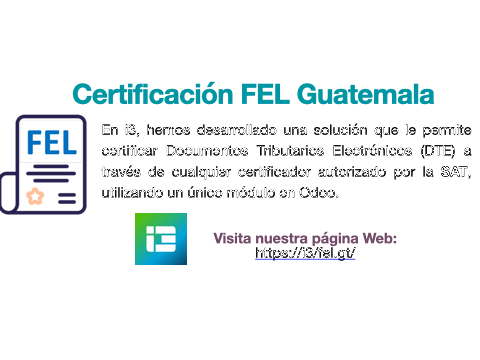 Certificación FEL Guatemala
FEL
En i3, hemos desarrollado una solución que le permite
certificar Documentos Tributarios Electrónicos (DTE) a
través de cualquier certificador autorizado por la SAT,
utilizando un único módulo en Odoo.
i3
Visita nuestra página Web:
https://i3/fel.gt/